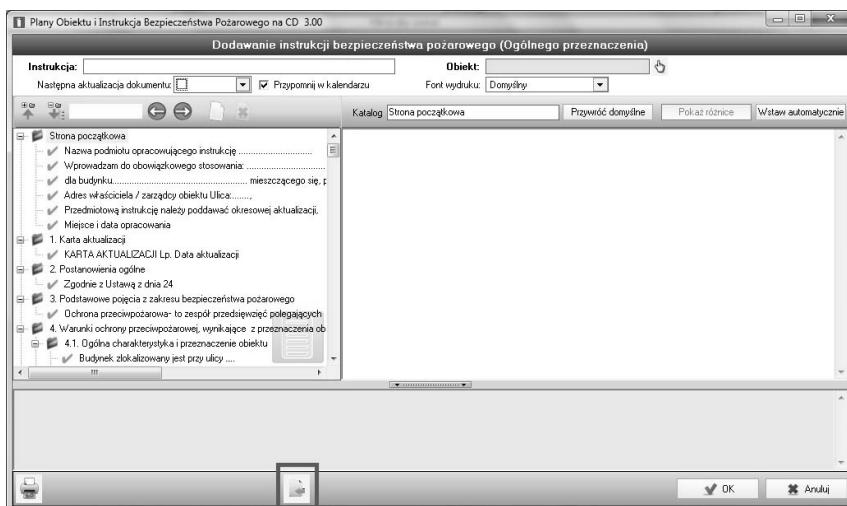 Plany Obiektu i Instrukcja Bezpieczeństwa Pożarowego na CD 3.00
Dodawanie instrukcji bezpieczeństwa pożarowego (Ogólnego przeznaczenia)
Instrukcja:
Obiekt:
Następna aktualizacja dokumentu:
Przypomnij w kalendarzu
Font wydruku: Domyślny
Katalog Strona początkowa
Przywróć domyślne
Pokaż różnice
Wstaw automatycznie
Strona początkowa
Nazwa podmiotu opracowującego instrukcję ..............................
Wprowadzam do obowiązkowego stosowania: ..............................
dla budynku.................................................... mieszczącego się, p
Adres właściciela / zarządcy obiektu Ulica:........,
Przedmiotową instrukcję należy poddawać okresowej aktualizacji,
Miejsce i data opracowania
1. Karta aktualizacji
KARTA AKTUALIZACJI Lp. Data aktualizacji
2. Postanowienia ogólne
Zgodnie z Ustawą z dnia 24
3. Podstawowe pojęcia z zakresu bezpieczeństwa pożarowego
Ochrona przeciwpożarowa- to zespół przedsięwzięć polegających
4. Warunki ochrony przeciwpożarowej, wynikające z przeznaczenia ob
4.1. Ogólna charakterystyka i przeznaczenie obiektu
Budynek zlokalizowany jest przy ulicy ....
OK
Anuluj